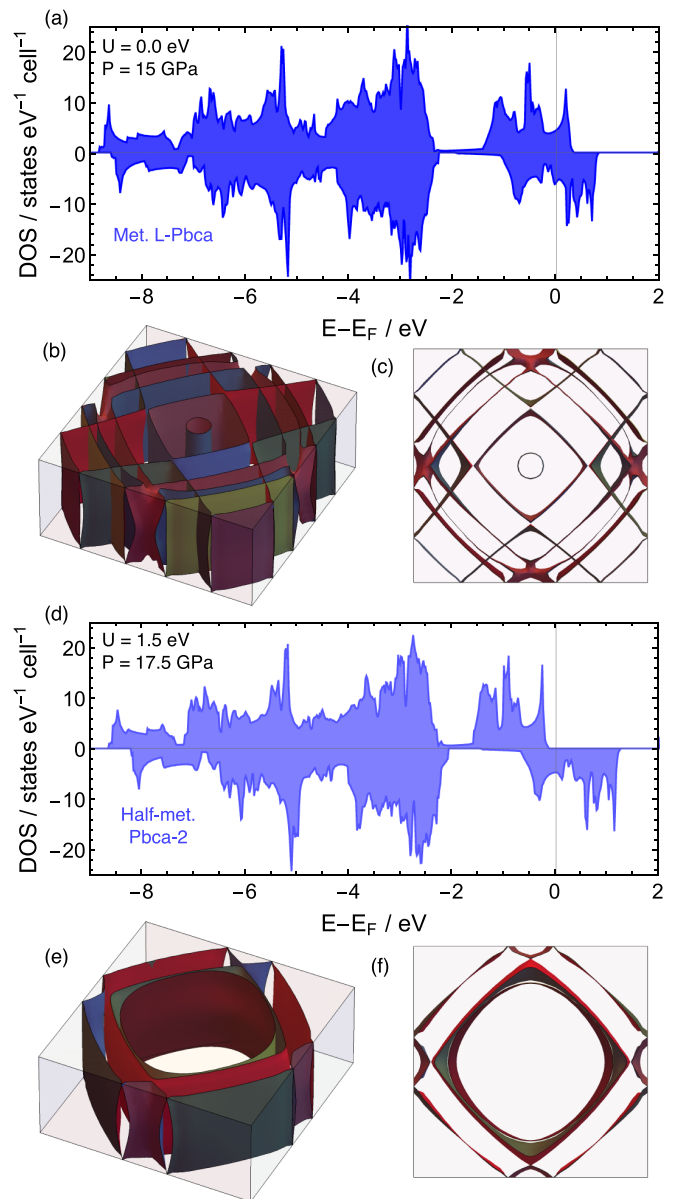 (a)
U = 0.0 eV
P = 15 GPa
20
10
0
−10
−20
DOS / states eV⁻¹ cell⁻¹
Met. L-Pbca
−8 −6 −4 −2 0 2
E−E_F / eV
(b)
(c)
(d)
U = 1.5 eV
P = 17.5 GPa
20
10
0
−10
−20
DOS / states eV⁻¹ cell⁻¹
Half-met.
Pbca-2
−8 −6 −4 −2 0 2
E−E_F / eV
(e)
(f)